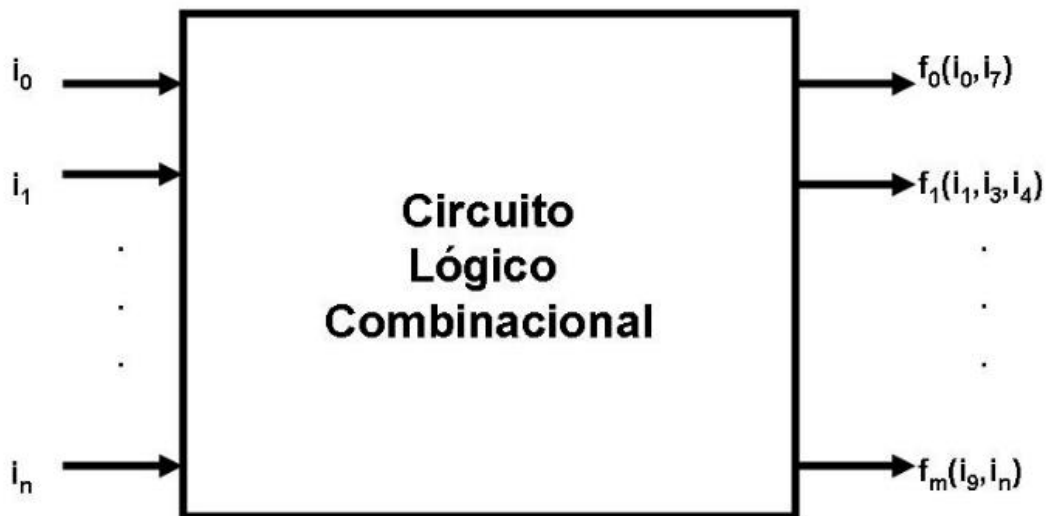 i₀
f₀(i₀,i₇)
i₁
f₁(i₁,i₃,i₄)
Circuito
Lógico
Combinacional
iₙ
fₘ(i₉,iₙ)